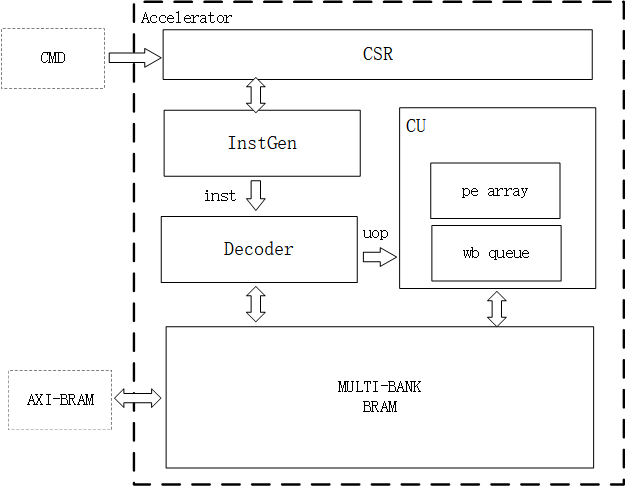 Accelerator
CMD
CSR
InstGen
CU
inst
pe array
Decoder
uop
wb queue
MULTI-BANK
BRAM
AXI-BRAM